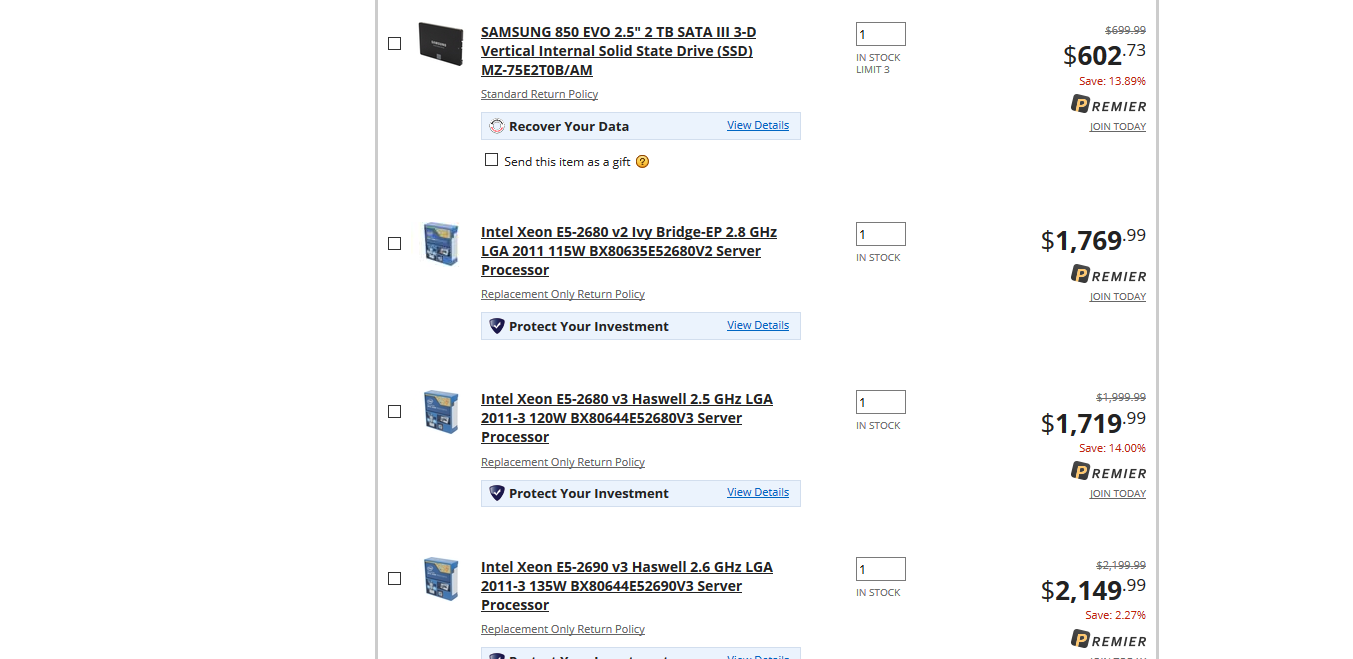 SAMSUNG 850 EVO 2.5" 2 TB SATA III 3-D
Vertical Internal Solid State Drive (SSD)
MZ-75E2T0B/AM
Standard Return Policy
Recover Your Data View Details
Send this item as a gift ?
1
IN STOCK
LIMIT 3
$699.99
$602.73
Save: 13.89%
PREMIER
JOIN TODAY
Intel Xeon E5-2680 v2 Ivy Bridge-EP 2.8 GHz
LGA 2011 115W BX80635E52680V2 Server
Processor
Replacement Only Return Policy
Protect Your Investment View Details
1
IN STOCK
$1,769.99
PREMIER
JOIN TODAY
Intel Xeon E5-2680 v3 Haswell 2.5 GHz LGA
2011-3 120W BX80644E52680V3 Server
Processor
Replacement Only Return Policy
Protect Your Investment View Details
1
IN STOCK
$1,999.99
$1,719.99
Save: 14.00%
PREMIER
JOIN TODAY
Intel Xeon E5-2690 v3 Haswell 2.6 GHz LGA
2011-3 135W BX80644E52690V3 Server
Processor
Replacement Only Return Policy
1
IN STOCK
$2,199.99
$2,149.99
Save: 2.27%
PREMIER